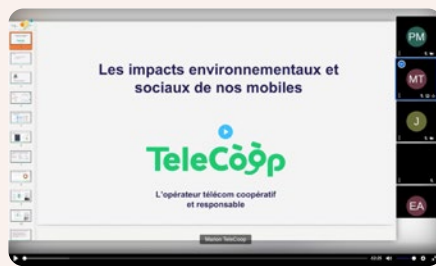 Les impacts environnementaux et
sociaux de nos mobiles
TeleCoop
L'opérateur télécom coopératif
et responsable
Marion TeleCoop
PM
MT
J
EA